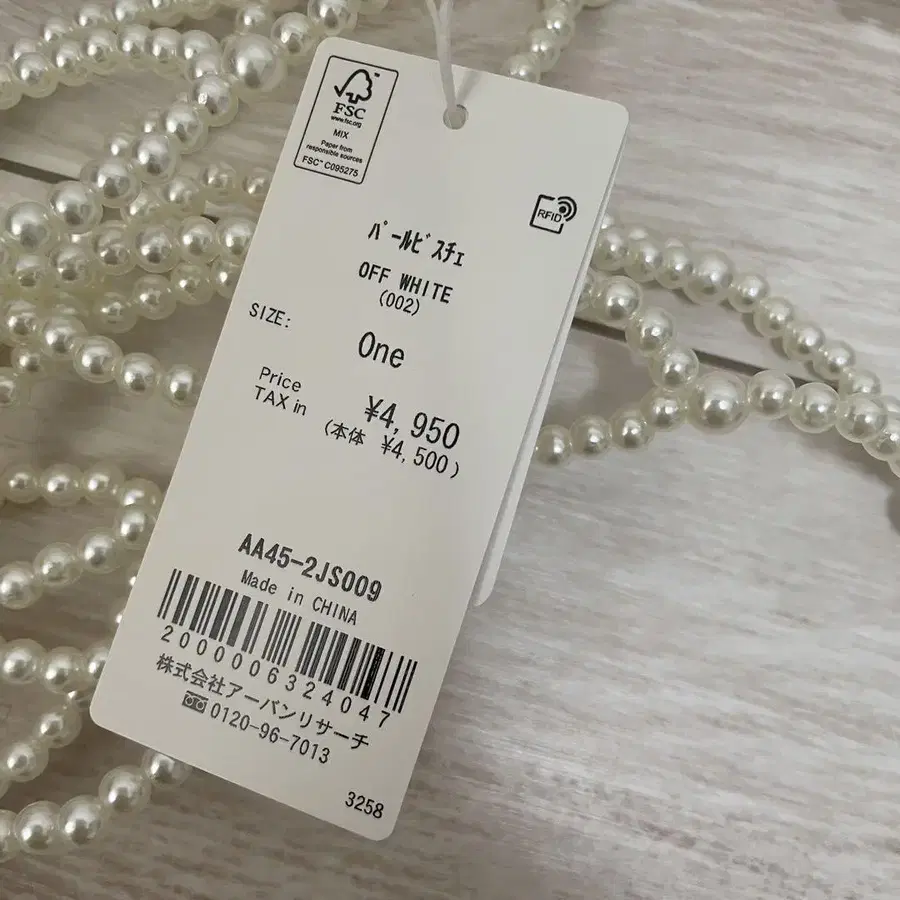 FSC™
www.fsc.org
MIX
Paper from
responsible sources
FSC™ C095275
RFID
ﾊﾟｰﾙﾋﾞｽﾁｪ
OFF WHITE
(002)
SIZE:
One
Price
TAX in
¥4,950
(本体 ¥4,500)
AA45-2JS009
Made in CHINA
2000006324047
株式会社アーバンリサーチ
0120-96-7013
3258